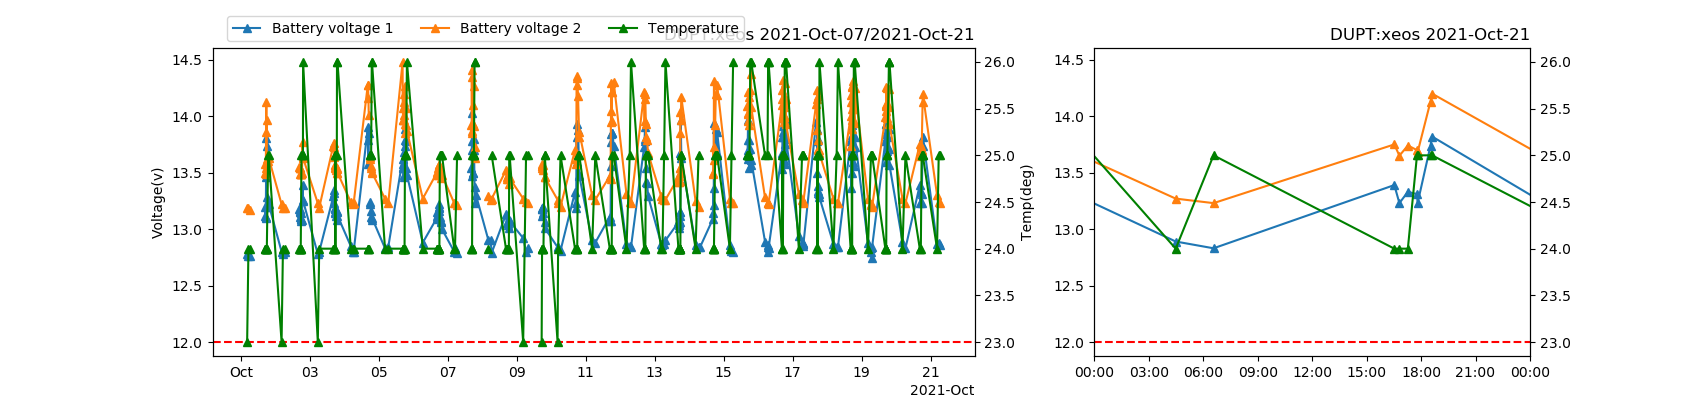 Battery voltage 1 Battery voltage 2 Temperature
DUPT:xeos 2021-Oct-07/2021-Oct-21
DUPT:xeos 2021-Oct-21
14.5 26.0 14.5 26.0
25.5 25.5
14.0 14.0
25.0 25.0
13.5 13.5
24.5 24.5
13.0 13.0
24.0 24.0
12.5 12.5
23.5 23.5
12.0 23.0 12.0 23.0
Voltage(v)
Temp(deg)
Oct 03 05 07 09 11 13 15 17 19 21
2021-Oct
00:00 03:00 06:00 09:00 12:00 15:00 18:00 21:00 00:00